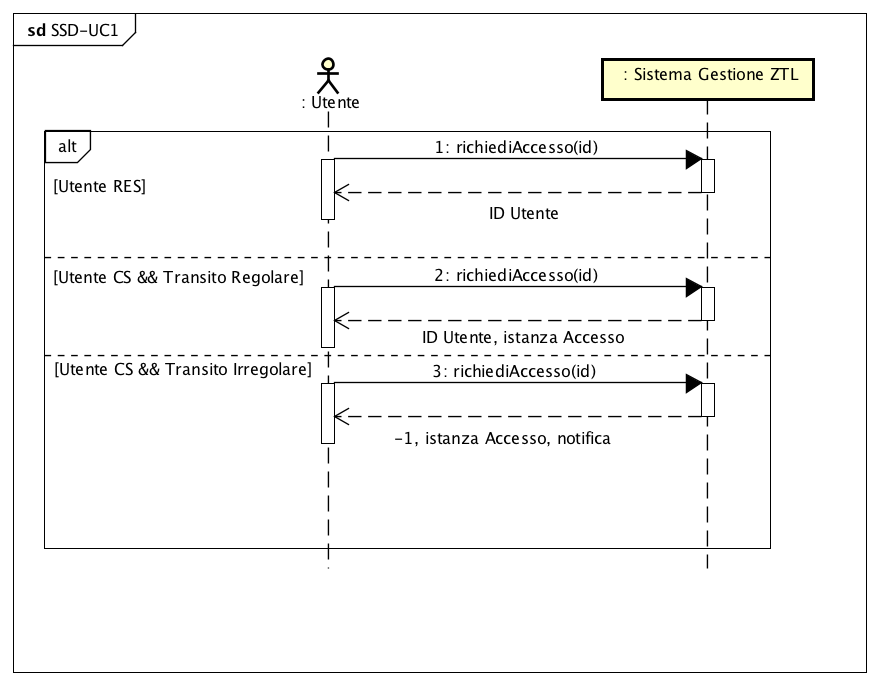 sd SSD-UC1
: Utente
: Sistema Gestione ZTL
alt
1: richiediAccesso(id)
[Utente RES]
ID Utente
[Utente CS && Transito Regolare]
2: richiediAccesso(id)
ID Utente, istanza Accesso
[Utente CS && Transito Irregolare]
3: richiediAccesso(id)
-1, istanza Accesso, notifica